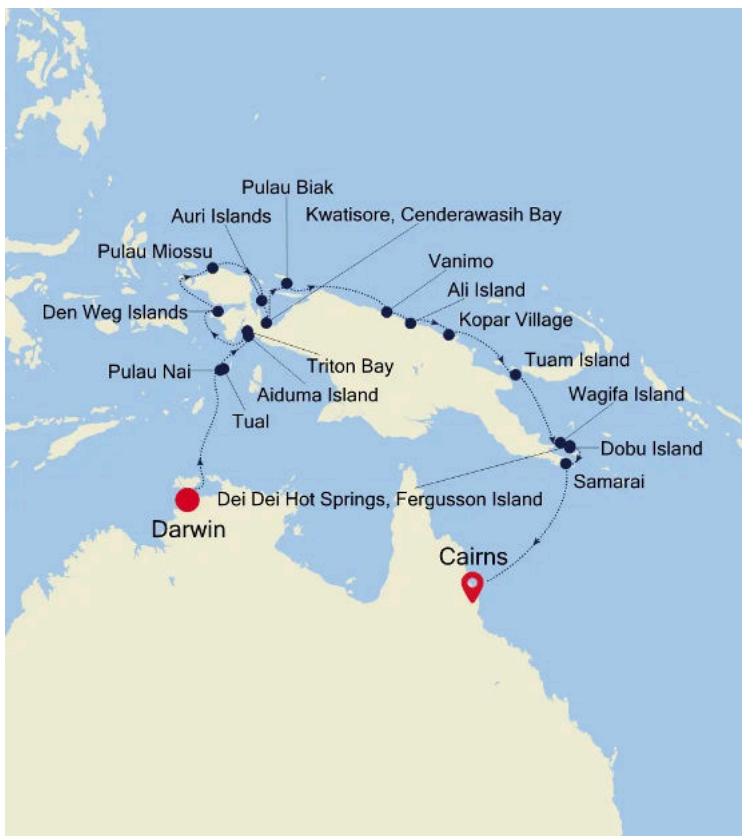 Pulau Biak
Auri Islands
Kwatisore, Cenderawasih Bay
Pulau Miossu
Vanimo
Ali Island
Den Weg Islands
Kopar Village
Pulau Nai
Triton Bay
Tuam Island
Aiduma Island
Wagifa Island
Tual
Dobu Island
Samarai
Dei Dei Hot Springs, Fergusson Island
Darwin
Cairns